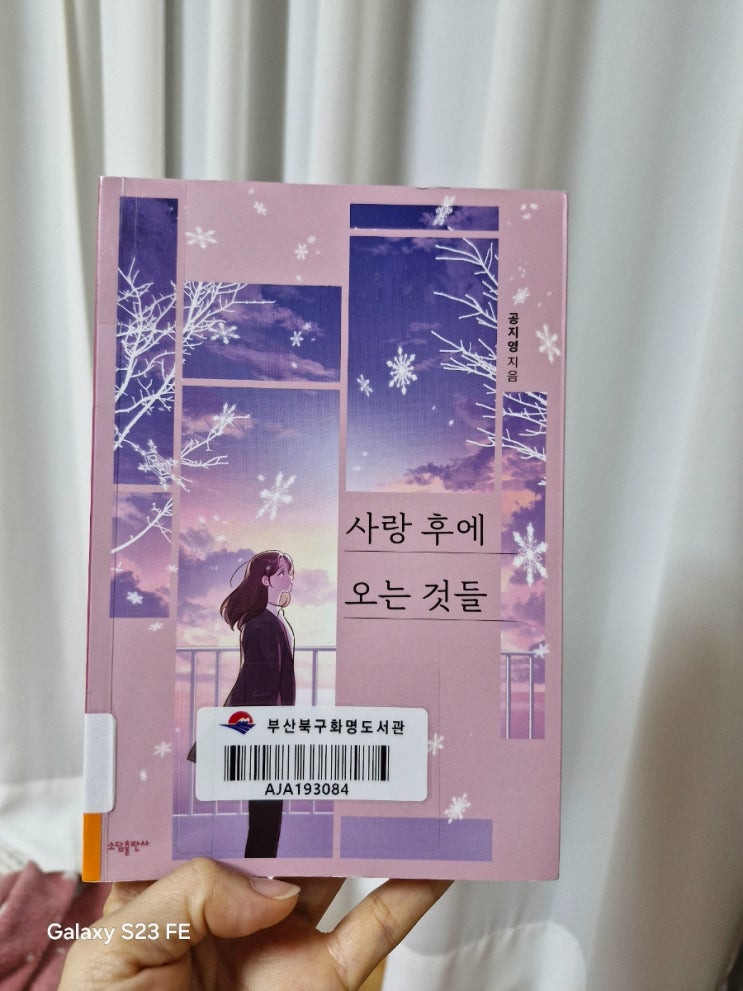 공지영 지음
사랑 후에
오는 것들
부산북구화명도서관
AJA193084
소담출판사
Galaxy S23 FE